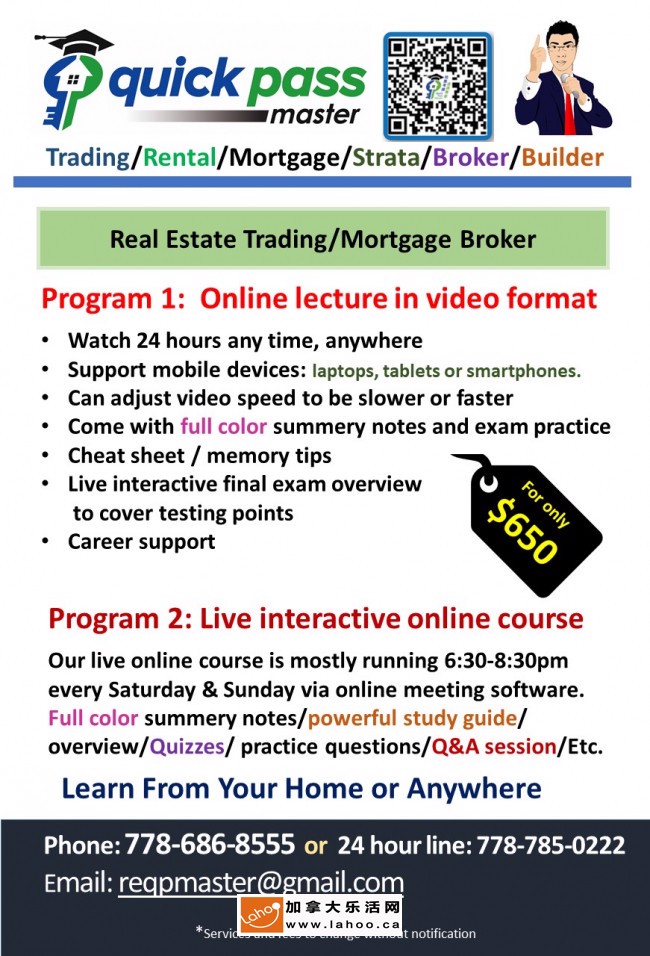 quick pass
master
Trading/Rental/Mortgage/Strata/Broker/Builder
Real Estate Trading/Mortgage Broker
Program 1: Online lecture in video format
• Watch 24 hours any time, anywhere
• Support mobile devices: laptops, tablets or smartphones.
• Can adjust video speed to be slower or faster
• Come with full color summery notes and exam practice
• Cheat sheet / memory tips
• Live interactive final exam overview
to cover testing points
• Career support
For only
$650
Program 2: Live interactive online course
Our live online course is mostly running 6:30-8:30pm
every Saturday & Sunday via online meeting software.
Full color summery notes/powerful study guide/
overview/Quizzes/ practice questions/Q&A session/Etc.
Learn From Your Home or Anywhere
Phone: 778-686-8555 or 24 hour line: 778-785-0222
Email: reqpmaster@gmail.com
Lahoo 加拿大乐活网
www.lahoo.ca
*Services and fees to change without notification